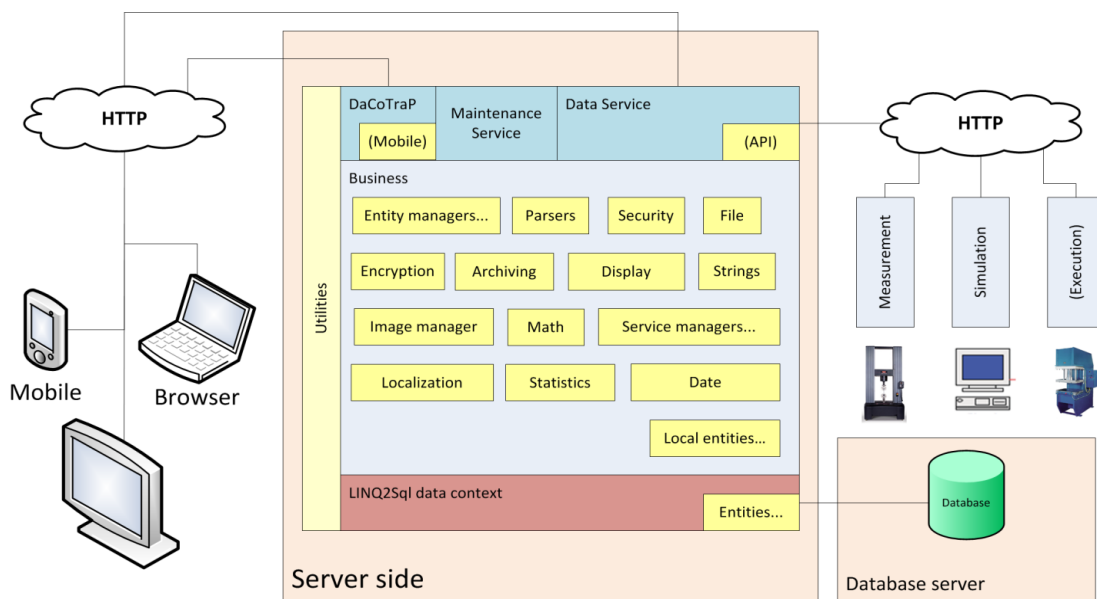 HTTP
DaCoTraP
(Mobile)
Maintenance
Service
Data Service
(API)
HTTP
Utilities
Business
Entity managers...
Parsers
Security
File
Encryption
Archiving
Display
Strings
Image manager
Math
Service managers...
Localization
Statistics
Date
Local entities...
LINQ2Sql data context
Entities...
Server side
Mobile
Browser
Measurement
Simulation
(Execution)
Database
Database server